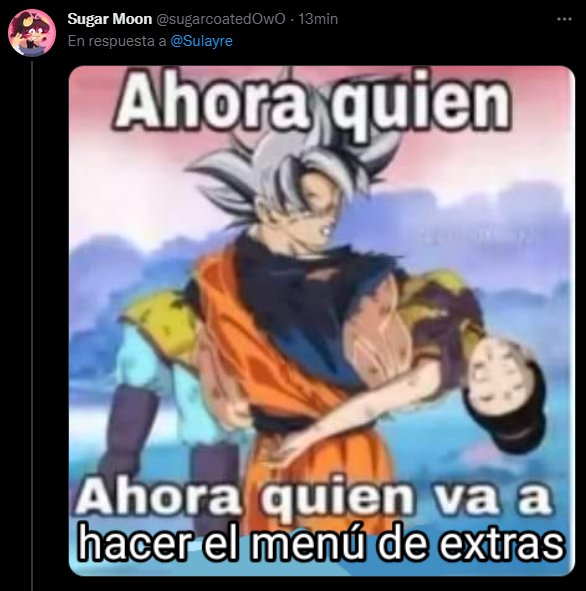 Sugar Moon @sugarcoatedOwO · 13min
En respuesta a @Sulayre
Ahora quien
Ahora quien va a
hacer el menú de extras